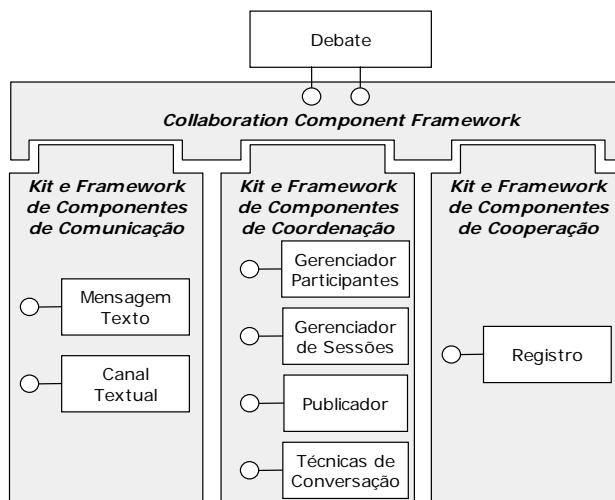 Debate
Collaboration Component Framework
Kit e Framework
de Componentes
de Comunicação
Mensagem
Texto
Canal
Textual
Kit e Framework
de Componentes
de Coordenação
Gerenciador
Participantes
Gerenciador
de Sessões
Publicador
Técnicas de
Conversação
Kit e Framework
de Componentes
de Cooperação
Registro